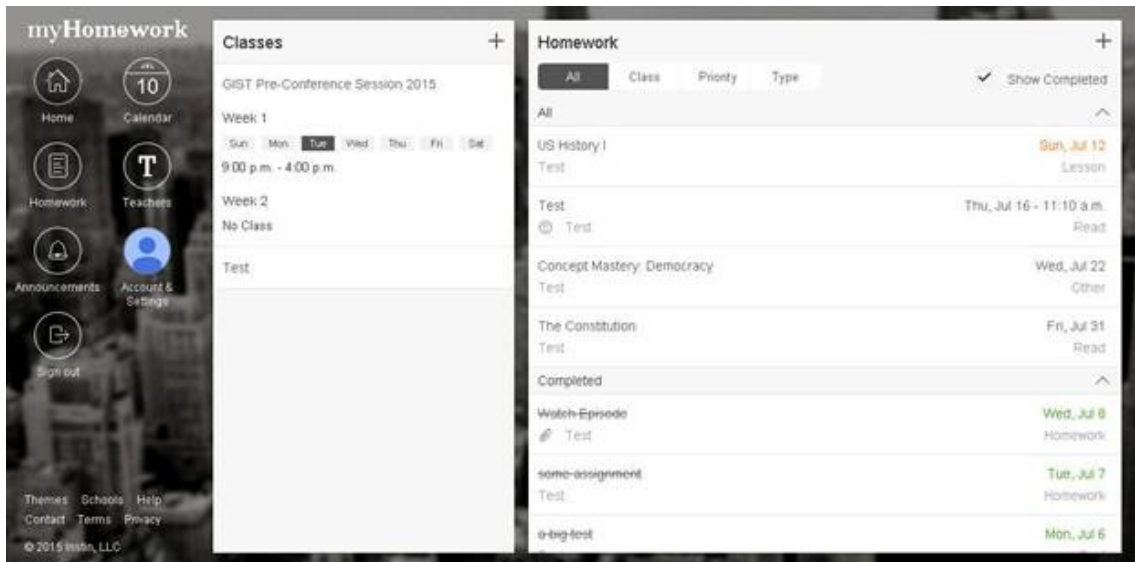 myHomework
Home
10
Calendar
Homework
T
Teachers
Announcements
Account &
Settings
Sign out
Themes Schools Help
Contact Terms Privacy
© 2015 Instin, LLC
Classes +
GIST Pre-Conference Session 2015
Week 1
Sun Mon Tue Wed Thu Fri Sat
9:00 p.m. - 4:00 p.m.
Week 2
No Class
Test
Homework +
All Class Priority Type
Show Completed
All
US History I Sun, Jul 12
Test Lesson
Test Thu, Jul 16 - 11:10 a.m.
Test Read
Concept Mastery: Democracy Wed, Jul 22
Test Other
The Constitution Fri, Jul 31
Test Read
Completed
Watch Episode Wed, Jul 8
Test Homework
some assignment Tue, Jul 7
Test Homework
a big test Mon, Jul 6